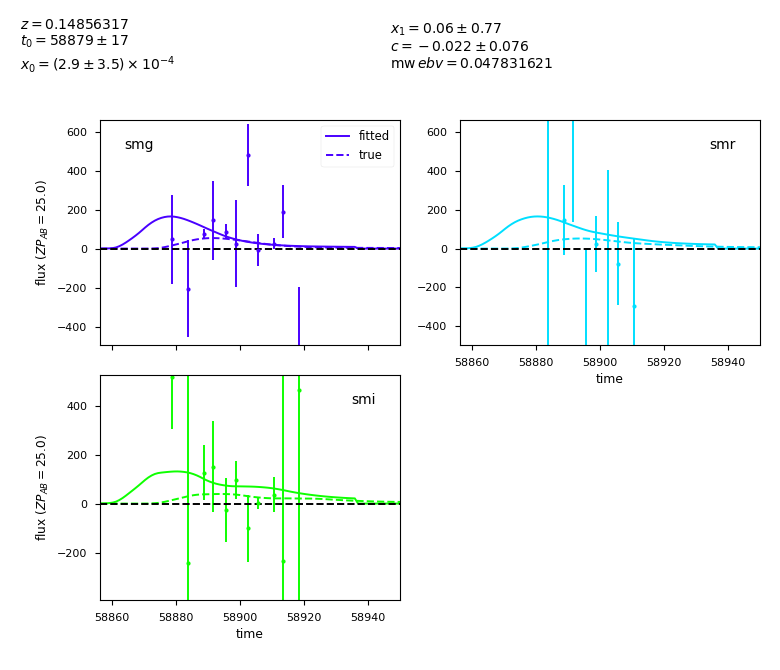 z = 0.14856317
t₀ = 58879 ± 17
x₀ = (2.9 ± 3.5) × 10⁻⁴
x₁ = 0.06 ± 0.77
c = −0.022 ± 0.076
mw ebv = 0.047831621
smg
fitted
true
600
400
200
0
−200
−400
flux (ZP_AB = 25.0)
smr
600
400
200
0
−200
−400
58860 58880 58900 58920 58940
time
smi
400
200
0
−200
flux (ZP_AB = 25.0)
58860 58880 58900 58920 58940
time